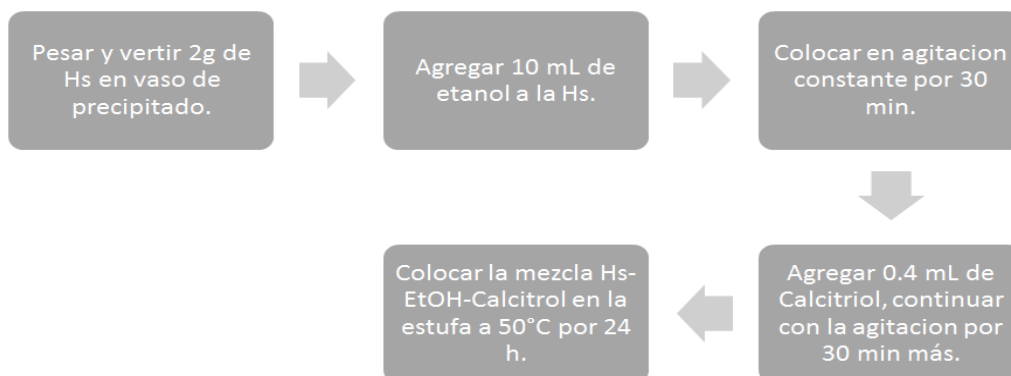 Pesar y vertir 2g de
Hs en vaso de
precipitado.
Agregar 10 mL de
etanol a la Hs.
Colocar en agitacion
constante por 30
min.
Agregar 0.4 mL de
Calcitriol, continuar
con la agitacion por
30 min más.
Colocar la mezcla Hs-
EtOH-Calcitrol en la
estufa a 50°C por 24
h.